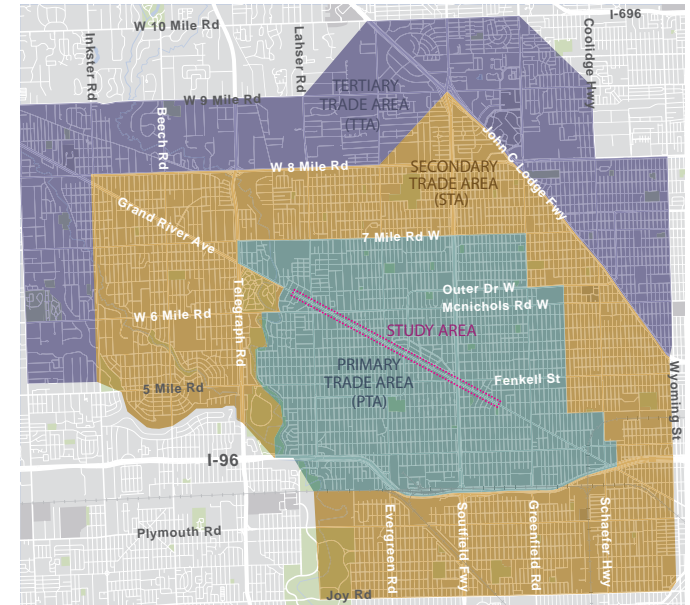 I-696
W 10 Mile Rd
Inkster Rd
Lahser Rd
Coolidge Hwy
TERTIARY
TRADE AREA
(TTA)
W 9 Mile Rd
Beech Rd
John C Lodge Fwy
W 8 Mile Rd
SECONDARY
TRADE AREA
(STA)
Grand River Ave
7 Mile Rd W
Telegraph Rd
Outer Dr W
W 6 Mile Rd
Mcnichols Rd W
STUDY AREA
PRIMARY
TRADE AREA
(PTA)
Fenkell St
5 Mile Rd
Wyoming St
I-96
Plymouth Rd
Evergreen Rd
Soutfield Fwy
Greenfield Rd
Schaefer Hwy
Joy Rd